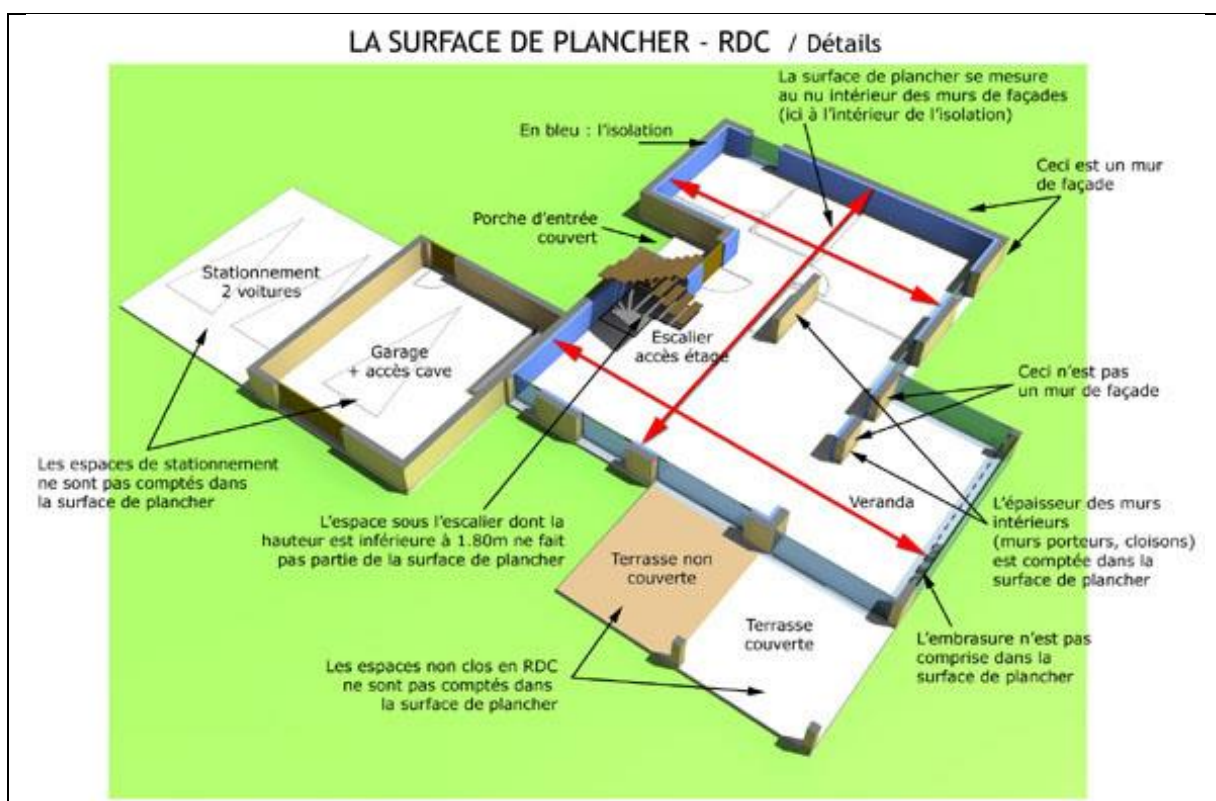 LA SURFACE DE PLANCHER - RDC / Détails
La surface de plancher se mesure
au nu intérieur des murs de façades
(ici à l'intérieur de l'isolation)
En bleu : l'isolation
Ceci est un mur
de façade
Porche d'entrée
couvert
Stationnement
2 voitures
Garage
+ accès cave
Escalier
accès étage
Ceci n'est pas
un mur de façade
Les espaces de stationnement
ne sont pas comptés dans
la surface de plancher
L'espace sous l'escalier dont la
hauteur est inférieure à 1.80m ne fait
pas partie de la surface de plancher
Veranda
L'épaisseur des murs
intérieurs
(murs porteurs, cloisons)
est comptée dans la
surface de plancher
Terrasse non
couverte
Terrasse
couverte
L'embrasure n'est pas
comprise dans la
surface de plancher
Les espaces non clos en RDC
ne sont pas comptés dans
la surface de plancher